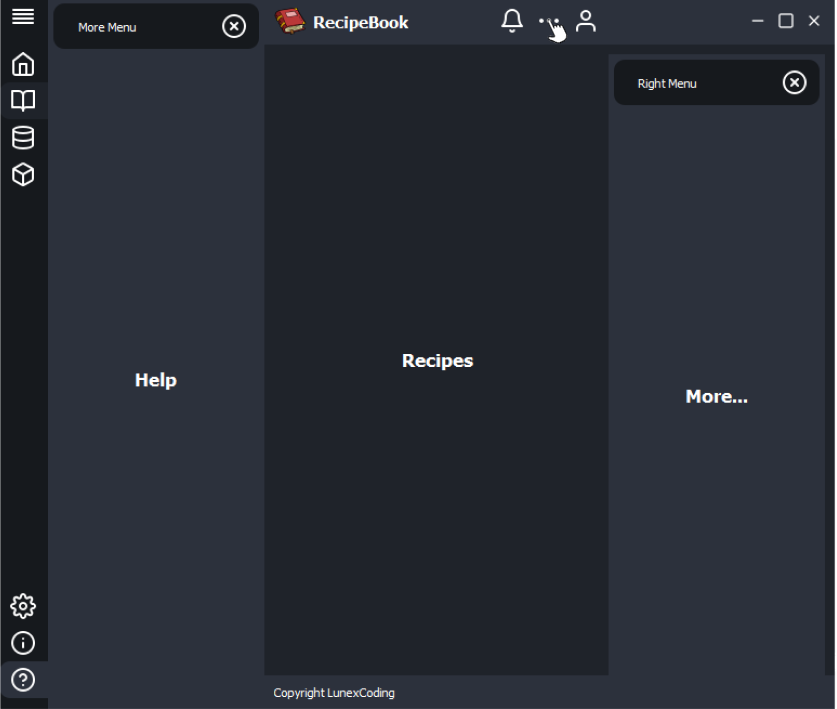 More Menu
RecipeBook
Right Menu
Recipes
Help
More...
Copyright LunexCoding